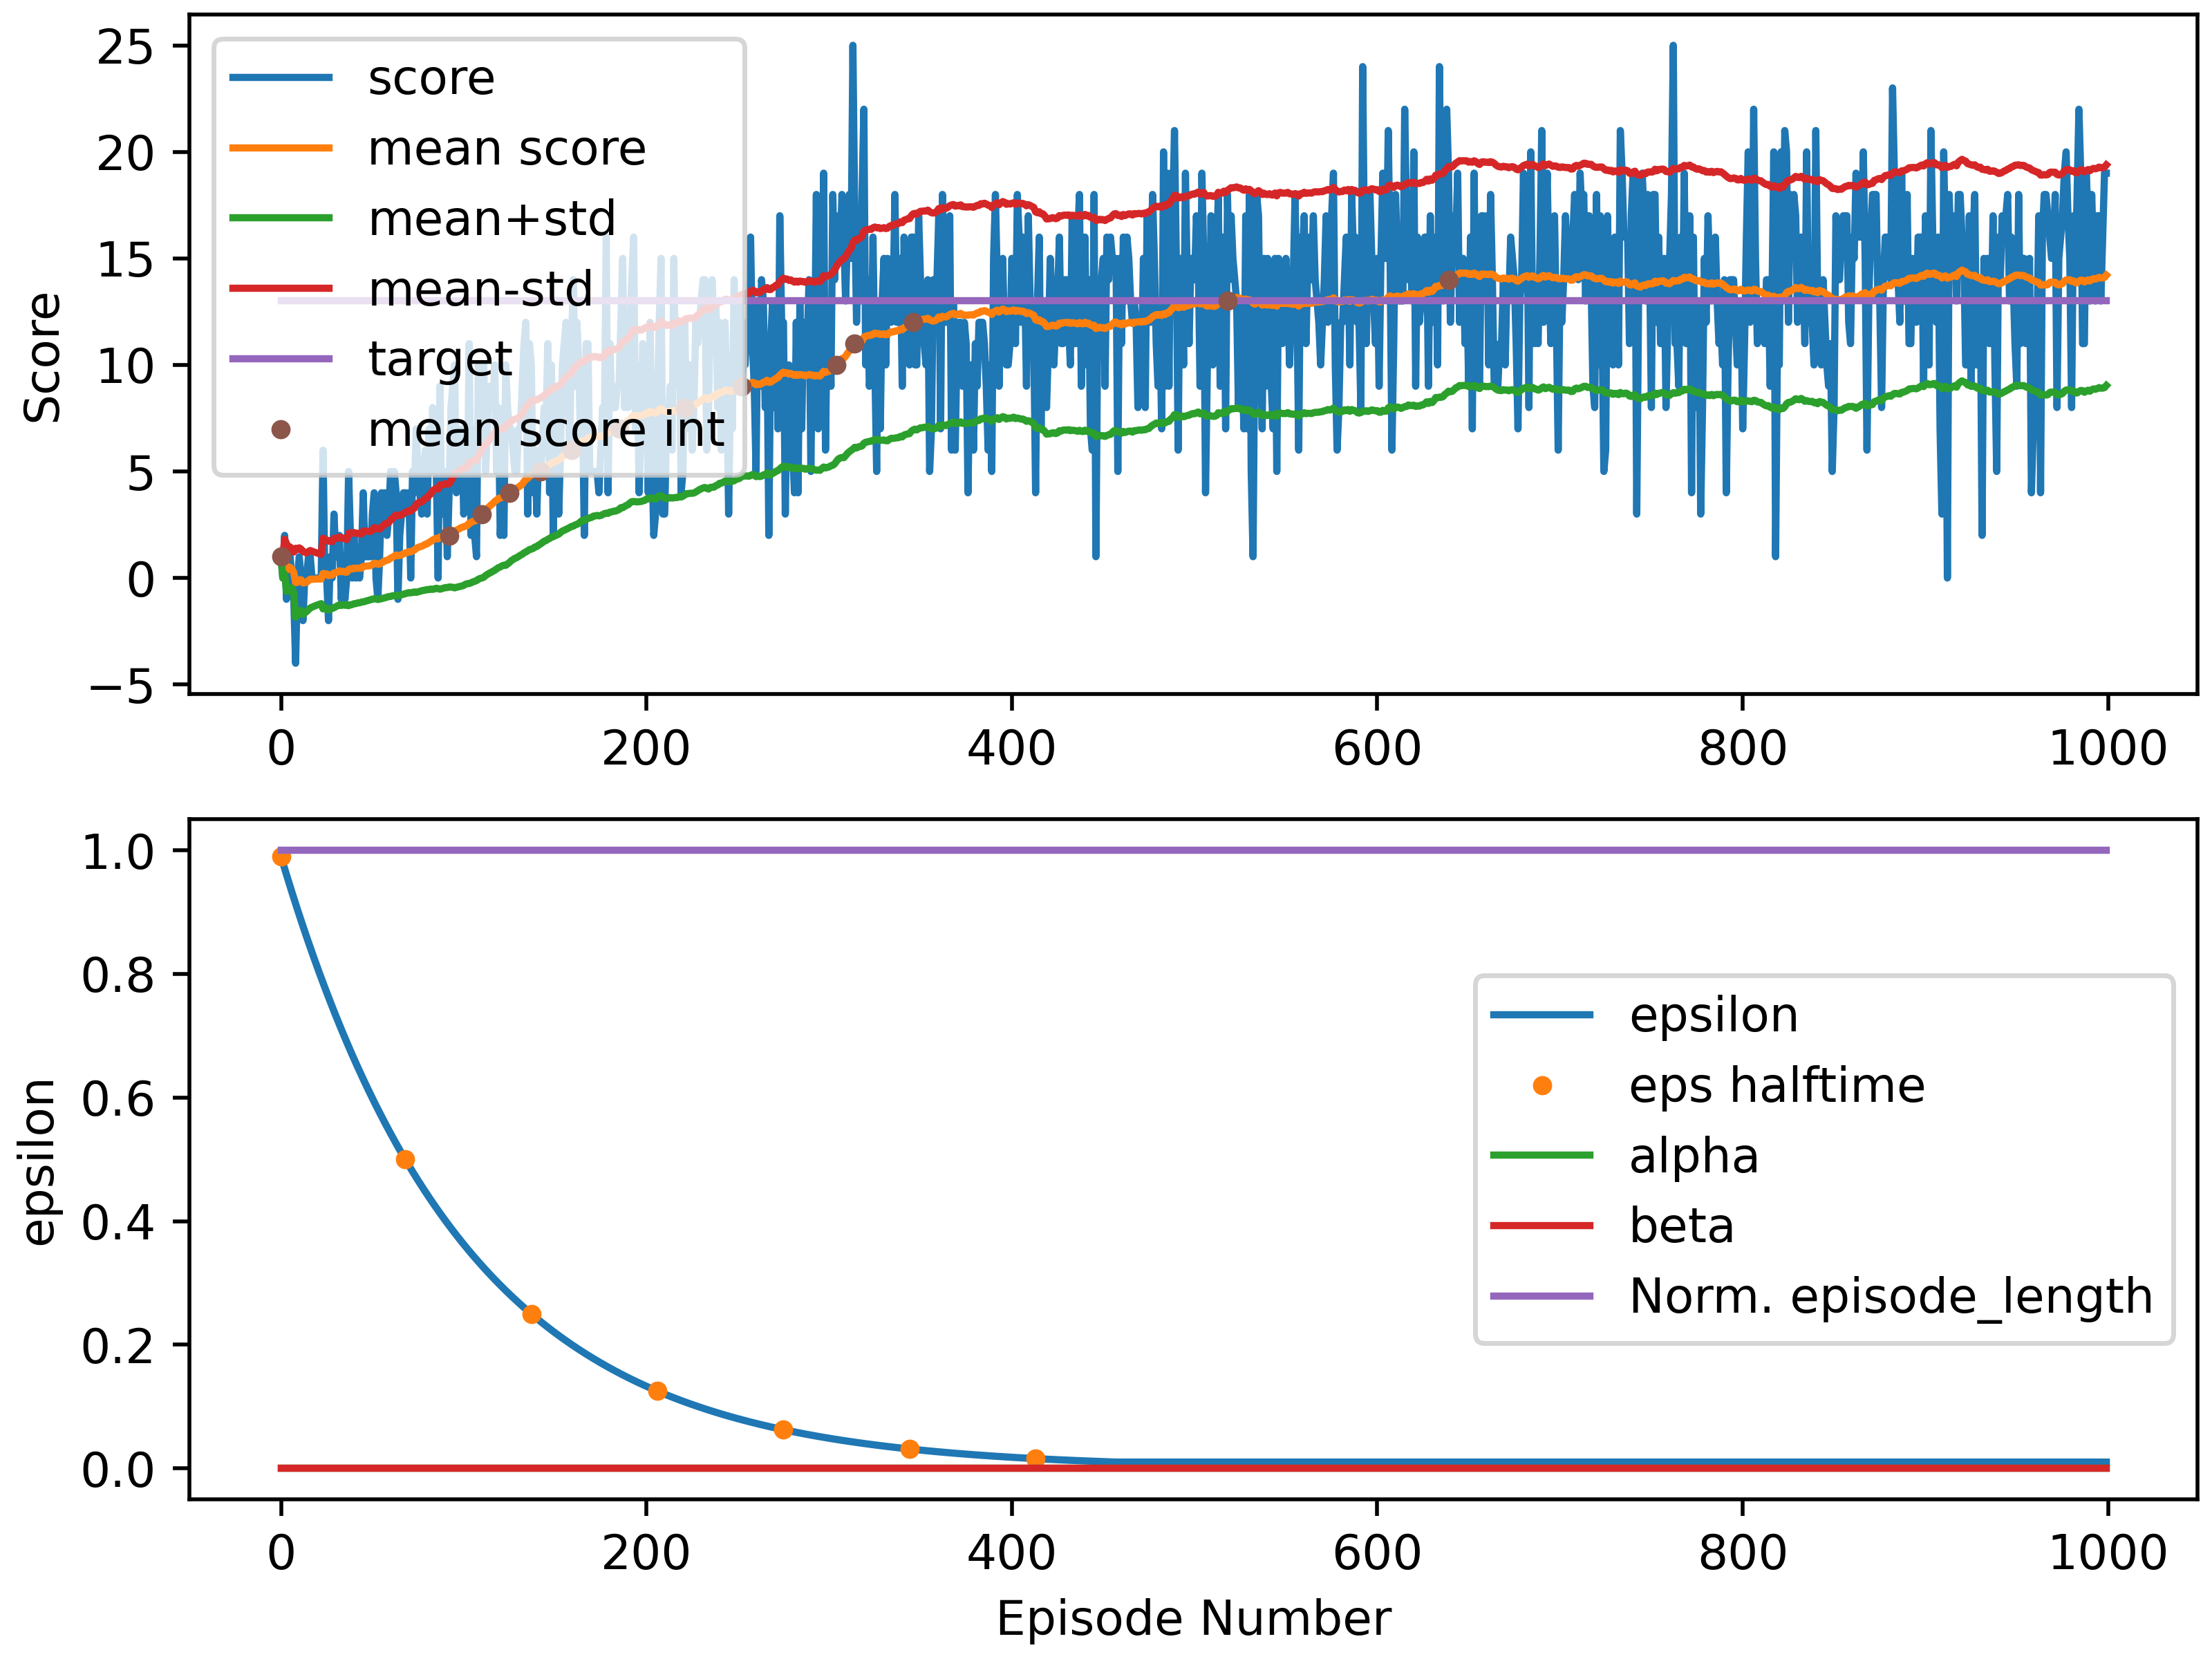 25
20
15
10
5
0
−5
Score
score
mean score
mean+std
mean-std
target
mean score int
0 200 400 600 800 1000
1.0
0.8
0.6
0.4
0.2
0.0
epsilon
epsilon
eps halftime
alpha
beta
Norm. episode_length
0 200 400 600 800 1000
Episode Number